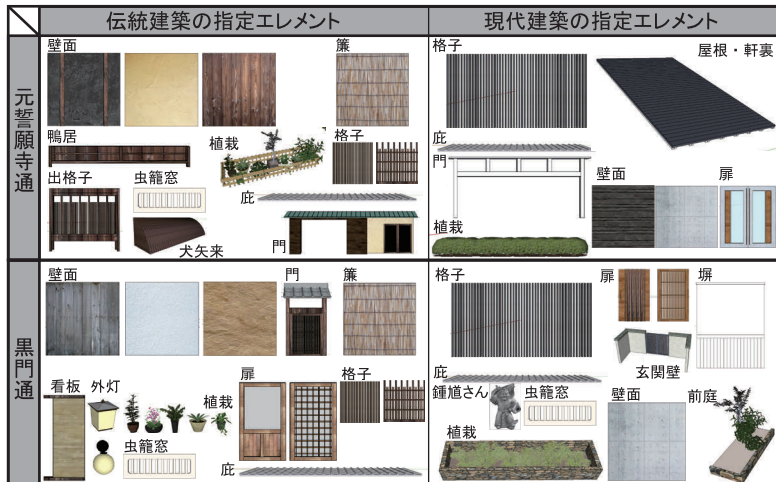 伝統建築の指定エレメント
現代建築の指定エレメント
元誓願寺通
壁面
簾
鴨居
植栽
格子
出格子
虫籠窓
庇
犬矢来
門
格子
屋根・軒裏
庇
門
壁面
扉
植栽
黒門通
壁面
門
簾
看板
外灯
植栽
扉
格子
虫籠窓
庇
格子
扉
塀
玄関壁
庇
鍾馗さん
虫籠窓
壁面
前庭
植栽